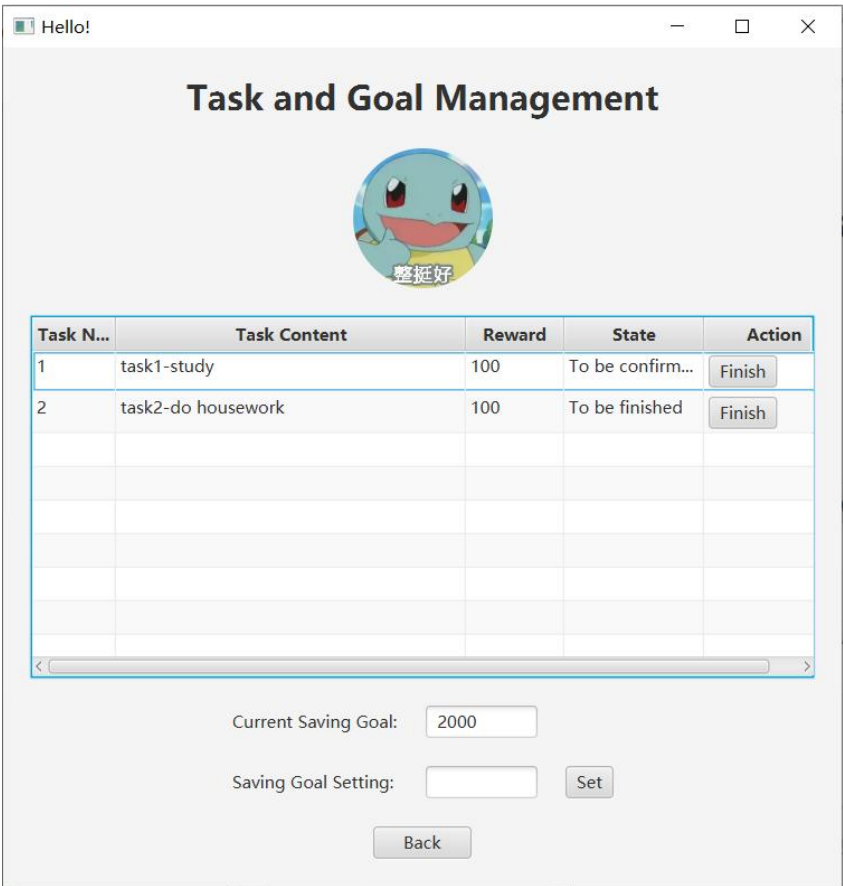 Hello!
Task and Goal Management
整挺好
Task N... Task Content Reward State Action
1 task1-study 100 To be confirm... Finish
2 task2-do housework 100 To be finished Finish
Current Saving Goal: 2000
Saving Goal Setting: Set
Back